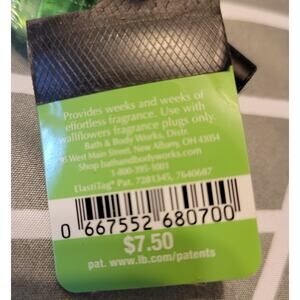 Provides weeks and weeks of
effortless fragrance. Use with
wallflowers fragrance plugs only.
Bath & Body Works, Distr.
95 West Main Street, New Albany, OH 43054
Shop bathandbodyworks.com
1-800-395-1001
ElastiTag® Pat. 7281345, 7640687
0 667552 680700
$7.50
pat. www.lb.com/patents